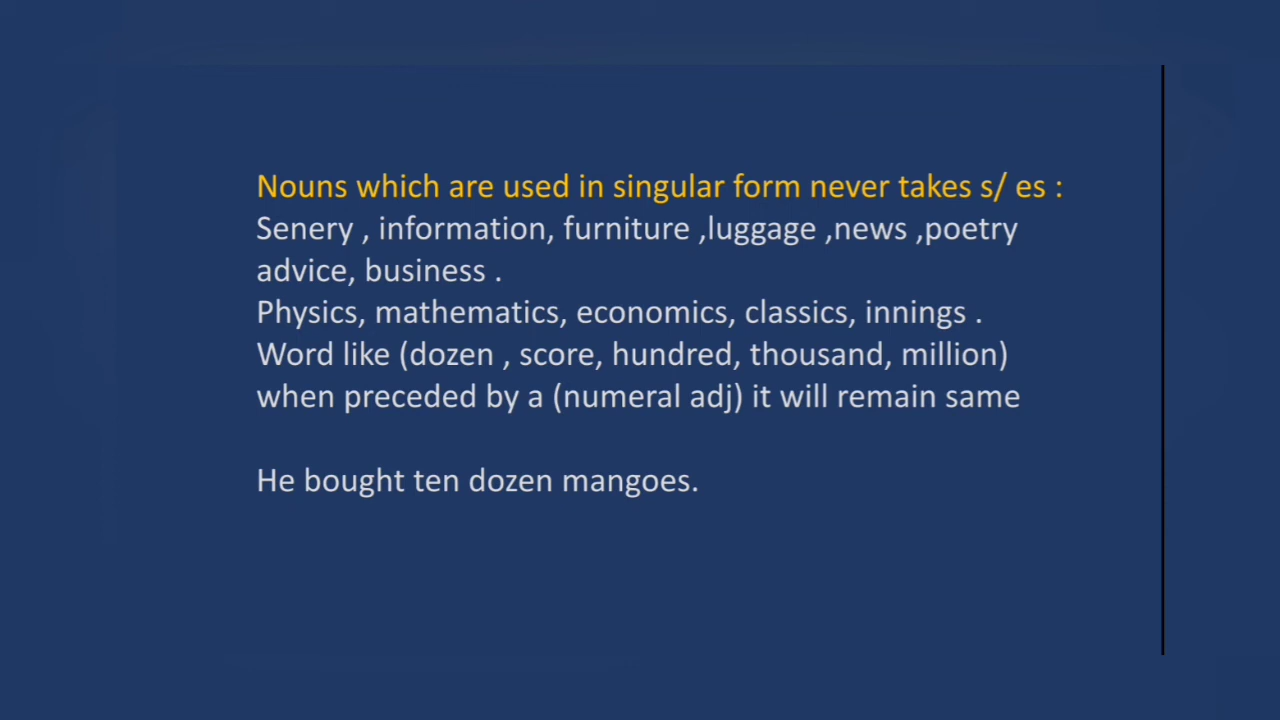 Nouns which are used in singular form never takes s/ es :
Senery , information, furniture ,luggage ,news ,poetry
advice, business .
Physics, mathematics, economics, classics, innings .
Word like (dozen , score, hundred, thousand, million)
when preceded by a (numeral adj) it will remain same
He bought ten dozen mangoes.